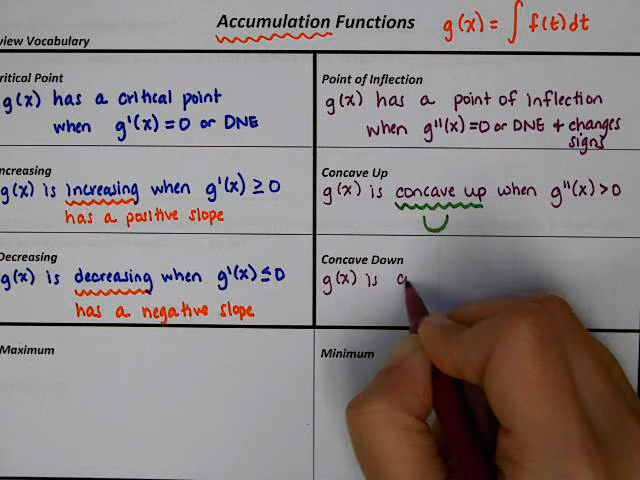 Accumulation Functions g(x) = ∫ f(t)dt
view Vocabulary
ritical Point
g(x) has a critical point
when g'(x) = 0 or DNE
Point of Inflection
g(x) has a point of inflection
when g"(x) = 0 or DNE + changes
signs
ncreasing
g(x) is increasing when g'(x) ≥ 0
has a positive slope
Concave Up
g(x) is concave up when g"(x) > 0
Decreasing
g(x) is decreasing when g'(x) ≤ 0
has a negative slope
Concave Down
g(x) is c
Maximum
Minimum